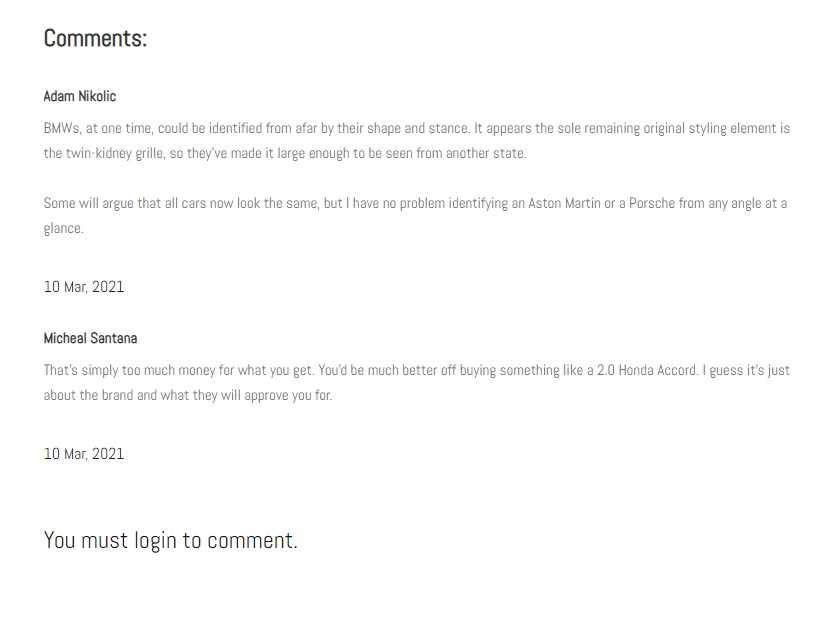 Comments:
Adam Nikolic
BMWs, at one time, could be identified from afar by their shape and stance. It appears the sole remaining original styling element is
the twin-kidney grille, so they've made it large enough to be seen from another state.
Some will argue that all cars now look the same, but I have no problem identifying an Aston Martin or a Porsche from any angle at a
glance.
10 Mar, 2021
Micheal Santana
That's simply too much money for what you get. You'd be much better off buying something like a 2.0 Honda Accord. I guess it's just
about the brand and what they will approve you for.
10 Mar, 2021
You must login to comment.